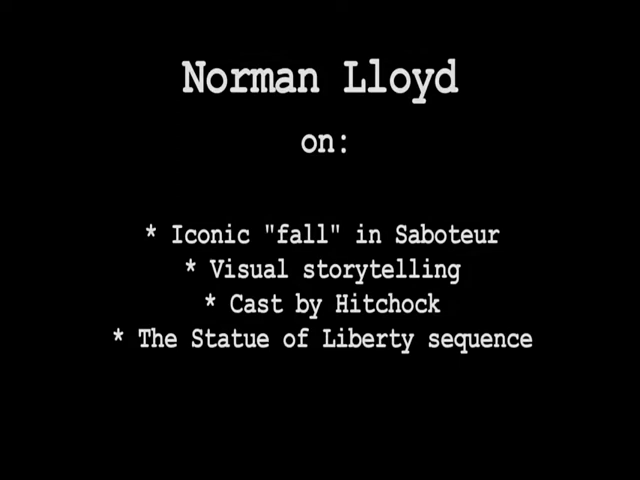 Norman Lloyd
on:
* Iconic "fall" in Saboteur
* Visual storytelling
* Cast by Hitchock
* The Statue of Liberty sequence